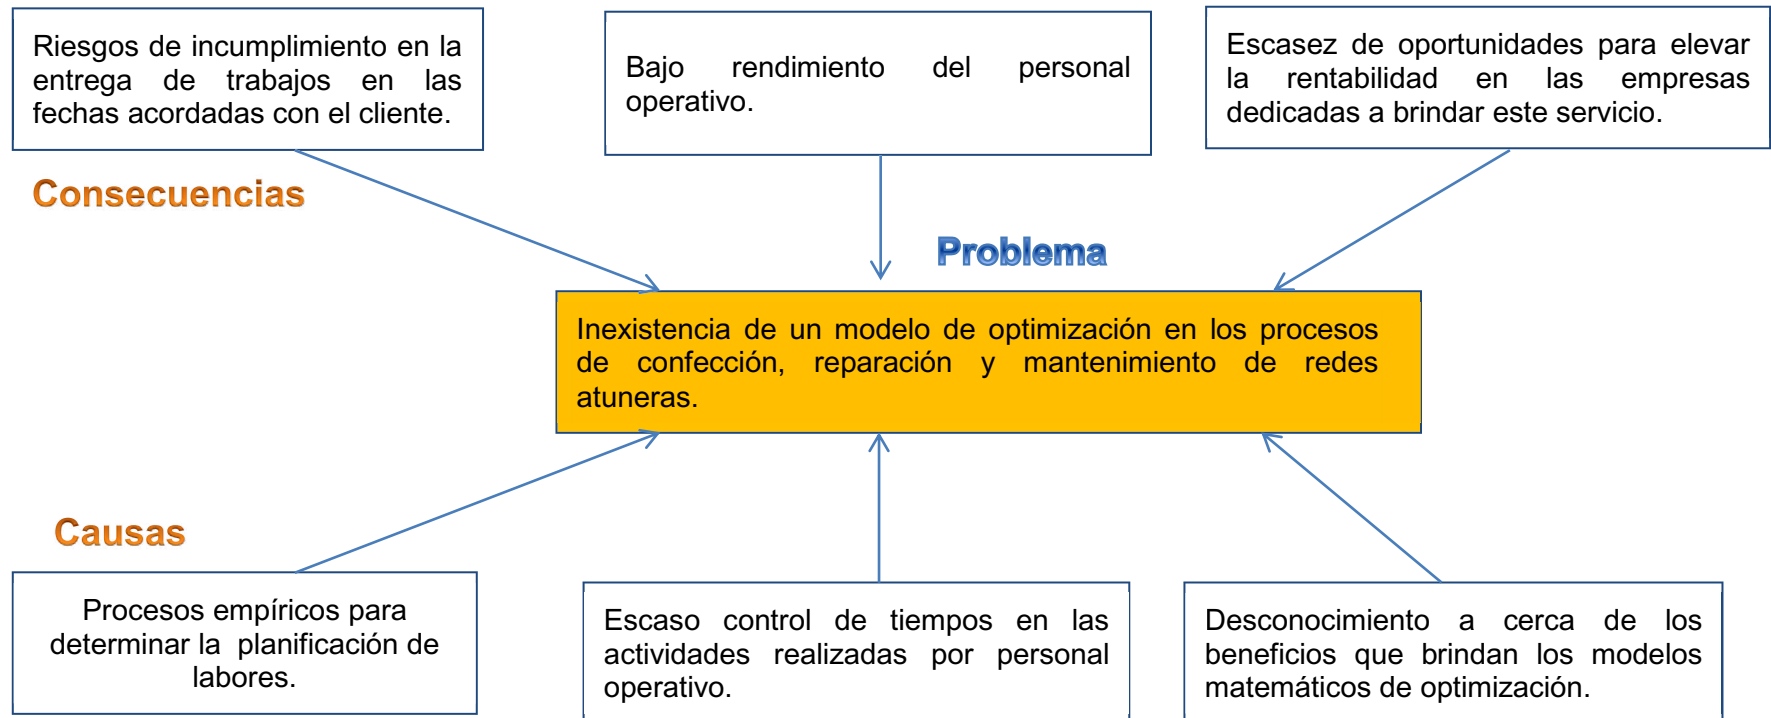 Riesgos de incumplimiento en la
entrega de trabajos en las
fechas acordadas con el cliente.
Bajo rendimiento del personal
operativo.
Escasez de oportunidades para elevar
la rentabilidad en las empresas
dedicadas a brindar este servicio.
Consecuencias
Problema
Inexistencia de un modelo de optimización en los procesos
de confección, reparación y mantenimiento de redes
atuneras.
Causas
Procesos empíricos para
determinar la planificación de
labores.
Escaso control de tiempos en las
actividades realizadas por personal
operativo.
Desconocimiento a cerca de los
beneficios que brindan los modelos
matemáticos de optimización.